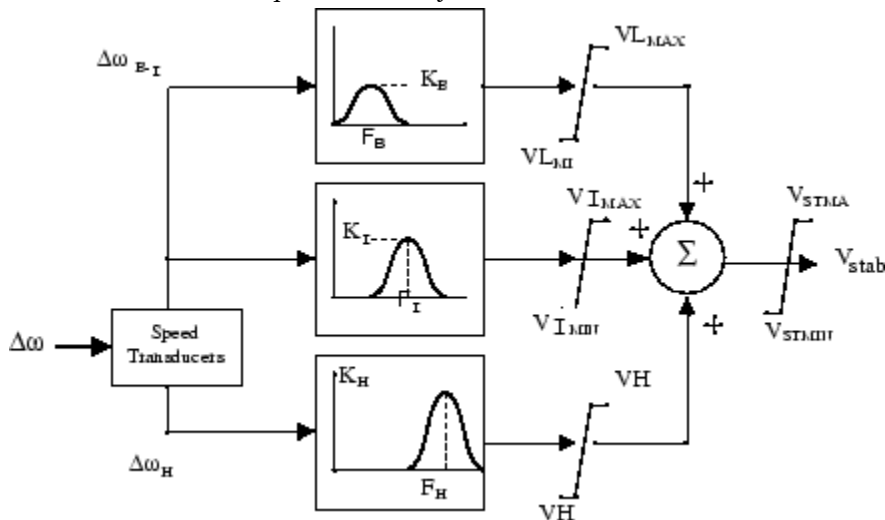 Δω B-I
K_B
F_B
VL_MAX
VL_MI
K_I
F_I
VI_MAX
VI_MIN
+
+
+
Σ
V_STMA
V_STMIN
V_stab
Δω
Speed
Transducers
Δω_H
K_H
F_H
VH
VH